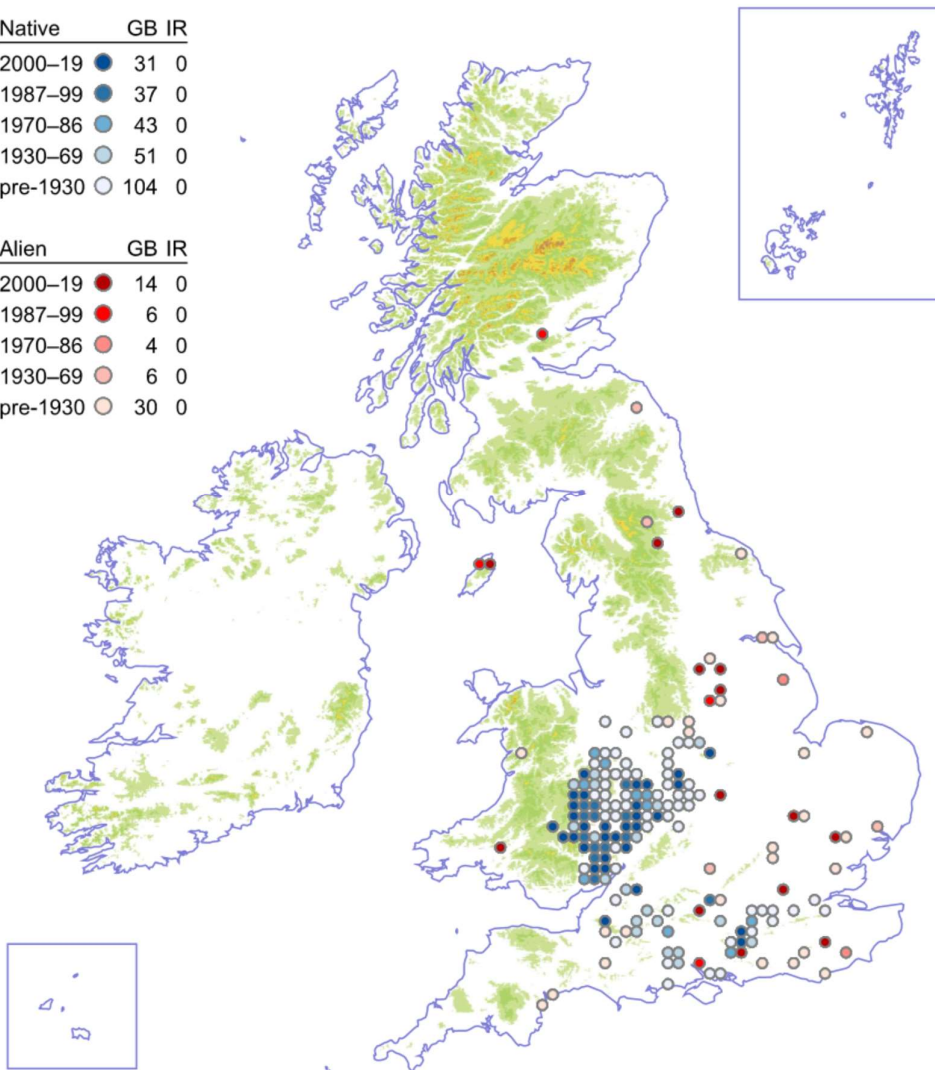 Native GB IR
2000–19 31 0
1987–99 37 0
1970–86 43 0
1930–69 51 0
pre-1930 104 0
Alien GB IR
2000–19 14 0
1987–99 6 0
1970–86 4 0
1930–69 6 0
pre-1930 30 0